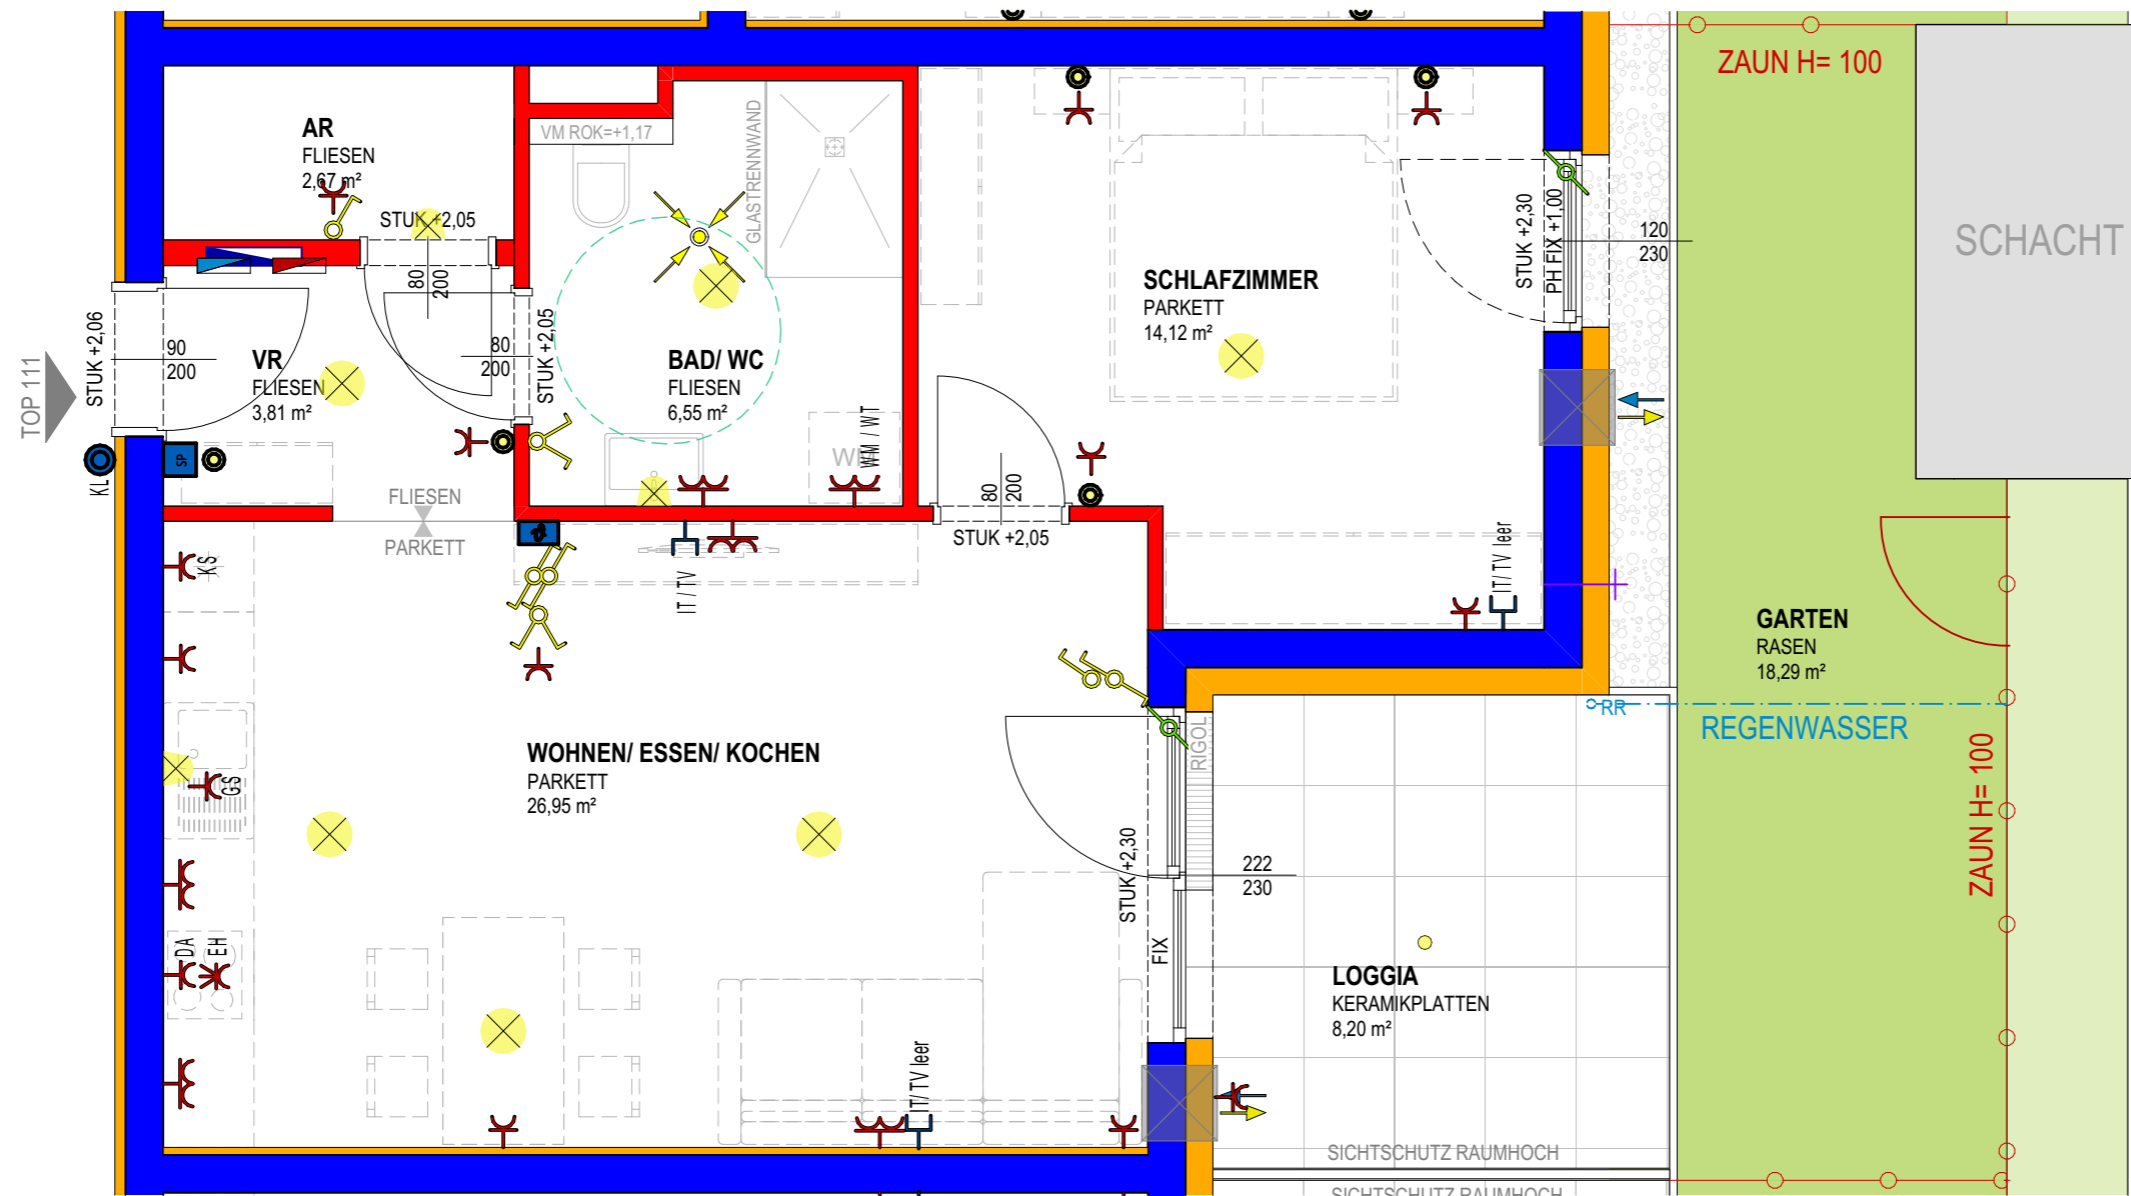 ZAUN H= 100
SCHACHT
AR
FLIESEN
2,67 m²
STUK +2,05
80
200
VM ROK=+1,17
GLASTRENNWAND
STUK +2,30
PH FIX +1,00
120
230
SCHLAFZIMMER
PARKETT
14,12 m²
TOP 111
STUK +2,06
90
200
VR
FLIESEN
3,81 m²
80
200
STUK +2,05
BAD/ WC
FLIESEN
6,55 m²
WM
WM / WT
KL
SP
FLIESEN
PARKETT
80
200
STUK +2,05
IT / TV
IT/ TV leer
KS
GARTEN
RASEN
18,29 m²
RR
REGENWASSER
ZAUN H= 100
RIGOL
WOHNEN/ ESSEN/ KOCHEN
PARKETT
26,95 m²
GS
STUK +2,30
222
230
FIX
DA
EH
LOGGIA
KERAMIKPLATTEN
8,20 m²
IT/ TV leer
SICHTSCHUTZ RAUMHOCH
SICHTSCHUTZ RAUMHOCH